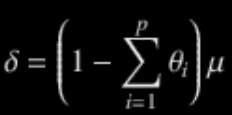 δ = (1 − ∑_{i=1}^{p} θ_i) μ